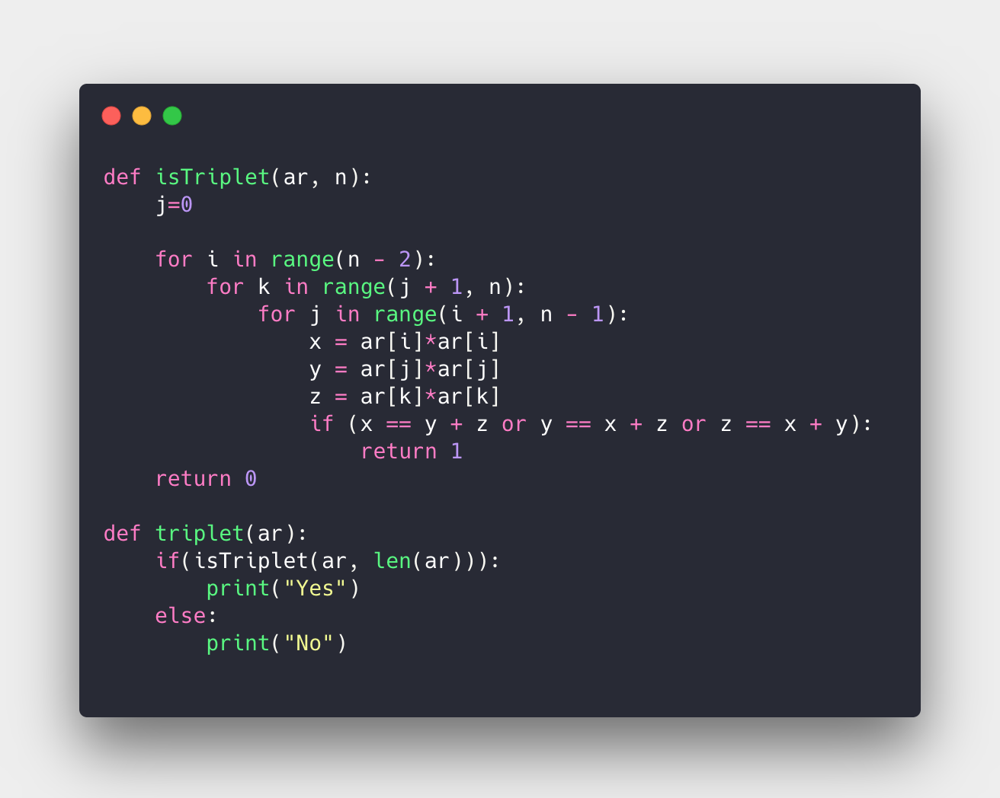 def isTriplet(ar, n):
    j=0

    for i in range(n - 2):
        for k in range(j + 1, n):
            for j in range(i + 1, n - 1):
                x = ar[i]*ar[i]
                y = ar[j]*ar[j]
                z = ar[k]*ar[k]
                if (x == y + z or y == x + z or z == x + y):
                    return 1
    return 0

def triplet(ar):
    if(isTriplet(ar, len(ar))):
        print("Yes")
    else:
        print("No")